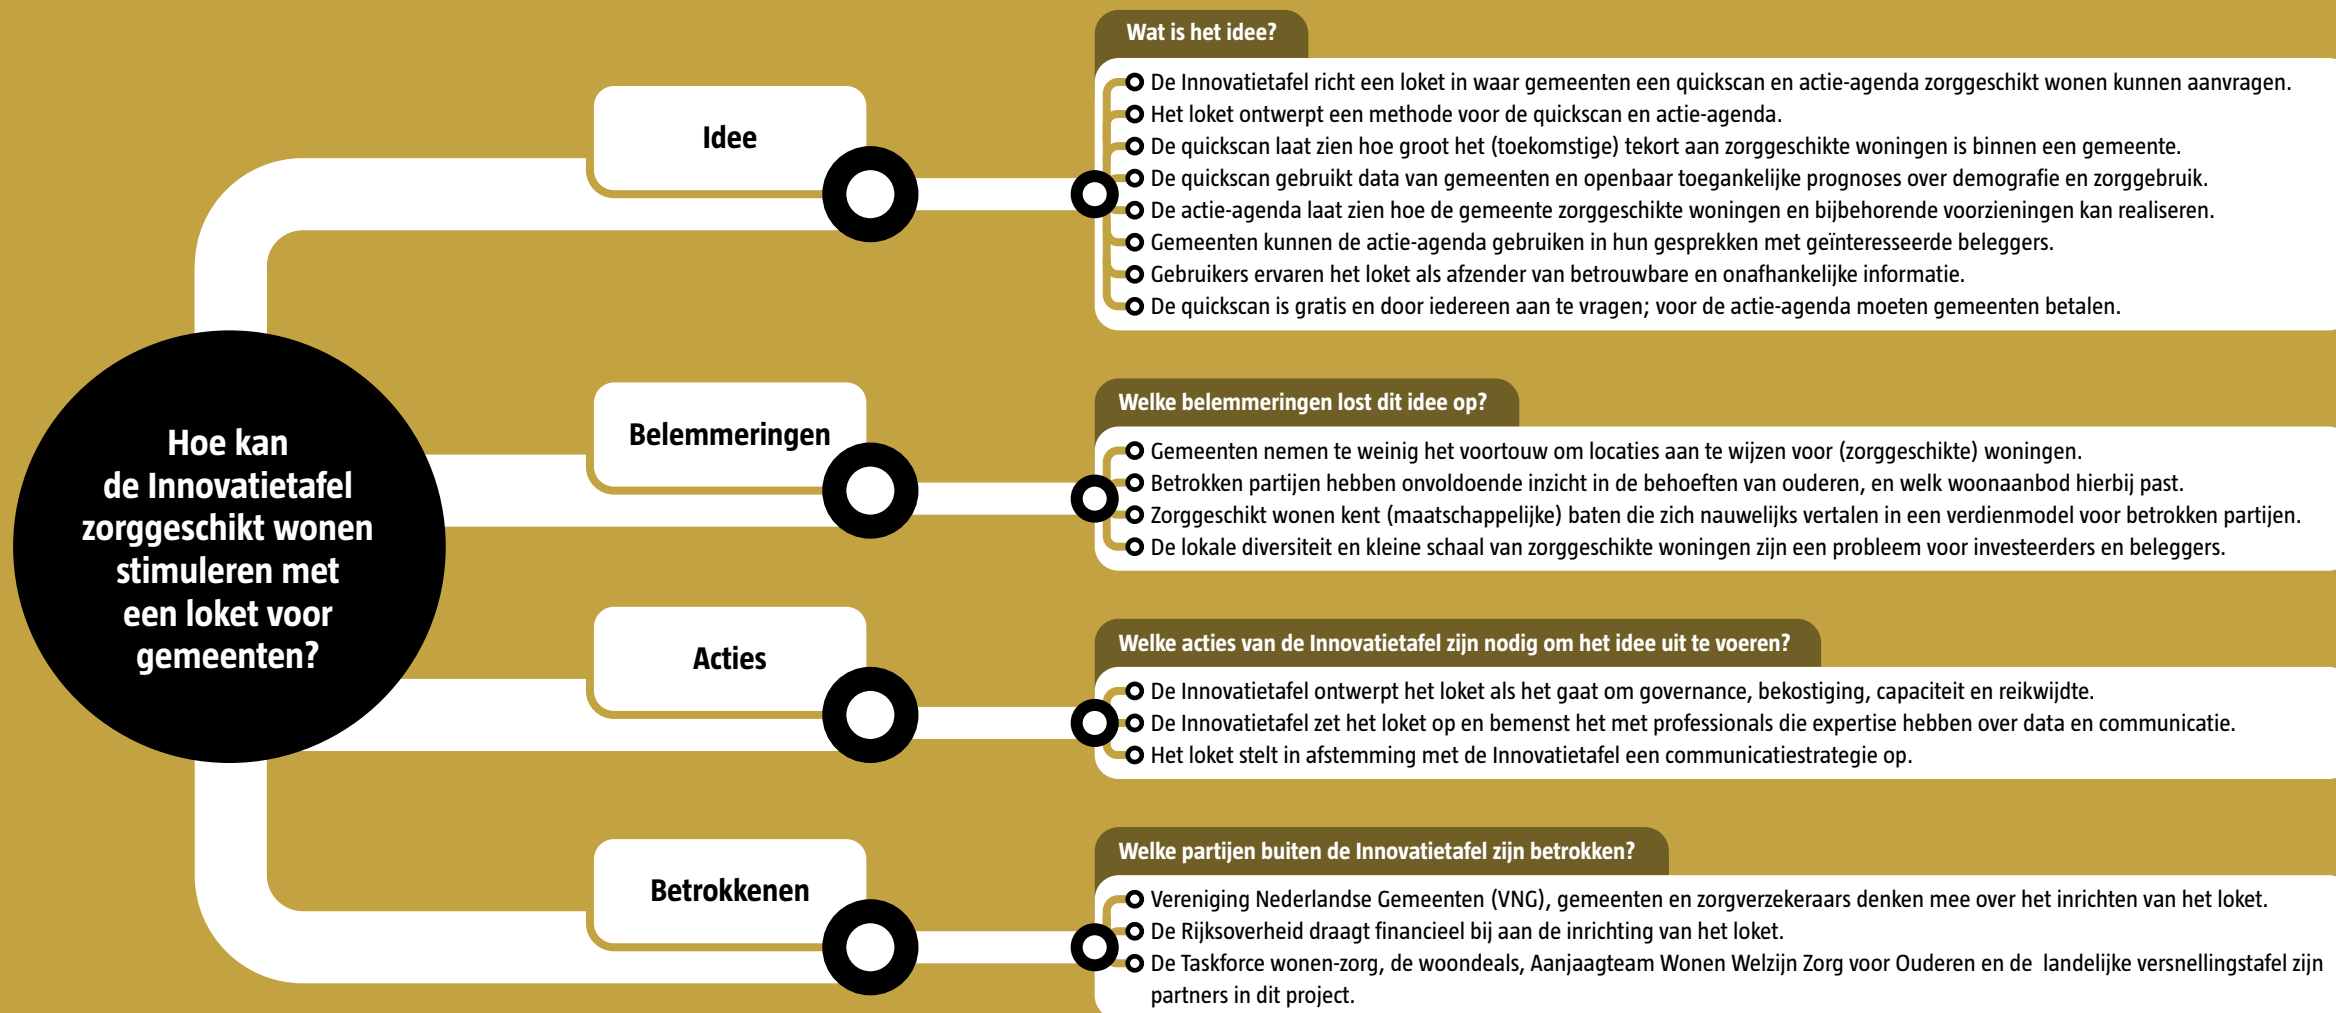 Hoe kan
de Innovatietafel
zorggeschikt wonen
stimuleren met
een loket voor
gemeenten?
Idee
Wat is het idee?
De Innovatietafel richt een loket in waar gemeenten een quickscan en actie-agenda zorggeschikt wonen kunnen aanvragen.
Het loket ontwerpt een methode voor de quickscan en actie-agenda.
De quickscan laat zien hoe groot het (toekomstige) tekort aan zorggeschikte woningen is binnen een gemeente.
De quickscan gebruikt data van gemeenten en openbaar toegankelijke prognoses over demografie en zorggebruik.
De actie-agenda laat zien hoe de gemeente zorggeschikte woningen en bijbehorende voorzieningen kan realiseren.
Gemeenten kunnen de actie-agenda gebruiken in hun gesprekken met geïnteresseerde beleggers.
Gebruikers ervaren het loket als afzender van betrouwbare en onafhankelijke informatie.
De quickscan is gratis en door iedereen aan te vragen; voor de actie-agenda moeten gemeenten betalen.
Belemmeringen
Welke belemmeringen lost dit idee op?
Gemeenten nemen te weinig het voortouw om locaties aan te wijzen voor (zorggeschikte) woningen.
Betrokken partijen hebben onvoldoende inzicht in de behoeften van ouderen, en welk woonaanbod hierbij past.
Zorggeschikt wonen kent (maatschappelijke) baten die zich nauwelijks vertalen in een verdienmodel voor betrokken partijen.
De lokale diversiteit en kleine schaal van zorggeschikte woningen zijn een probleem voor investeerders en beleggers.
Acties
Welke acties van de Innovatietafel zijn nodig om het idee uit te voeren?
De Innovatietafel ontwerpt het loket als het gaat om governance, bekostiging, capaciteit en reikwijdte.
De Innovatietafel zet het loket op en bemenst het met professionals die expertise hebben over data en communicatie.
Het loket stelt in afstemming met de Innovatietafel een communicatiestrategie op.
Betrokkenen
Welke partijen buiten de Innovatietafel zijn betrokken?
Vereniging Nederlandse Gemeenten (VNG), gemeenten en zorgverzekeraars denken mee over het inrichten van het loket.
De Rijksoverheid draagt financieel bij aan de inrichting van het loket.
De Taskforce wonen-zorg, de woondeals, Aanjaagteam Wonen Welzijn Zorg voor Ouderen en de landelijke versnellingstafel zijn
partners in dit project.